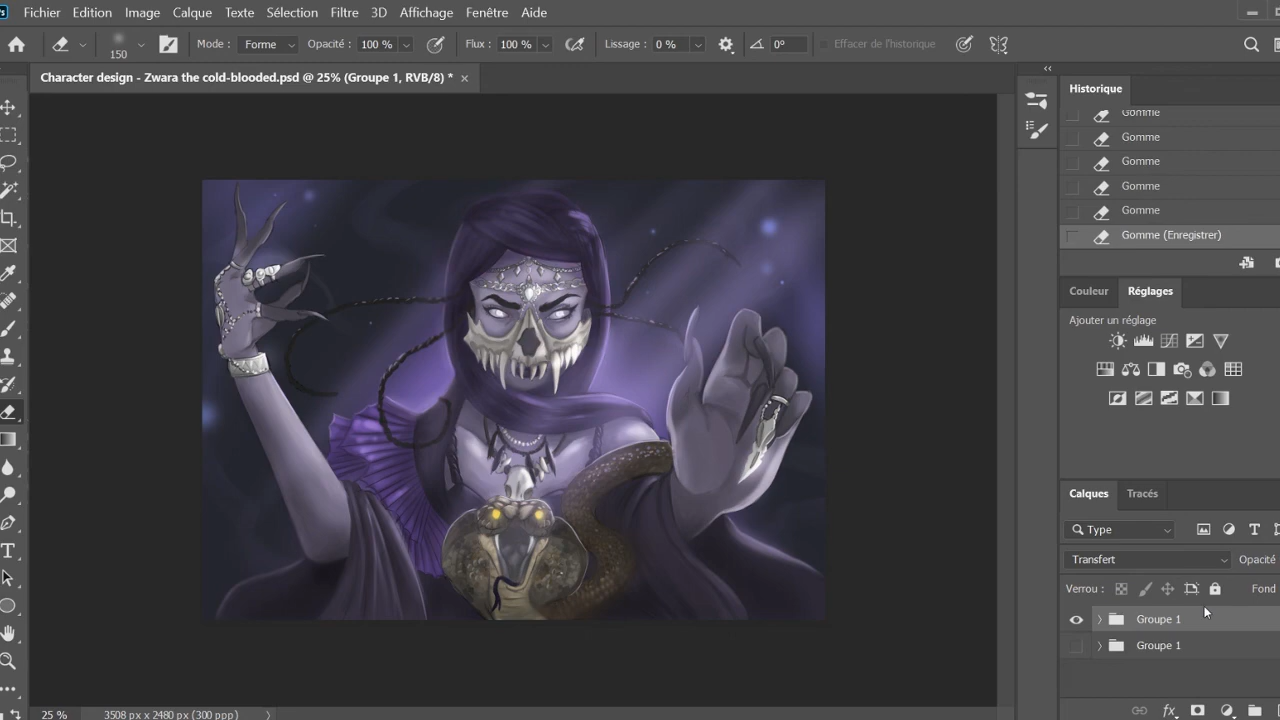 Fichier Edition Image Calque Texte Sélection Filtre 3D Affichage Fenêtre Aide
150 Mode : Forme Opacité : 100 % Flux : 100 % Lissage : 0 % 0° Effacer de l'historique
Character design - Zwara the cold-blooded.psd @ 25% (Groupe 1, RVB/8) * ×
Historique
Gomme
Gomme
Gomme
Gomme
Gomme
Gomme (Enregistrer)
Couleur Réglages
Ajouter un réglage
Calques Tracés
Type
Transfert Opacité
Verrou : Fond
Groupe 1
Groupe 1
fx
25 % 3508 px x 2480 px (300 ppp)